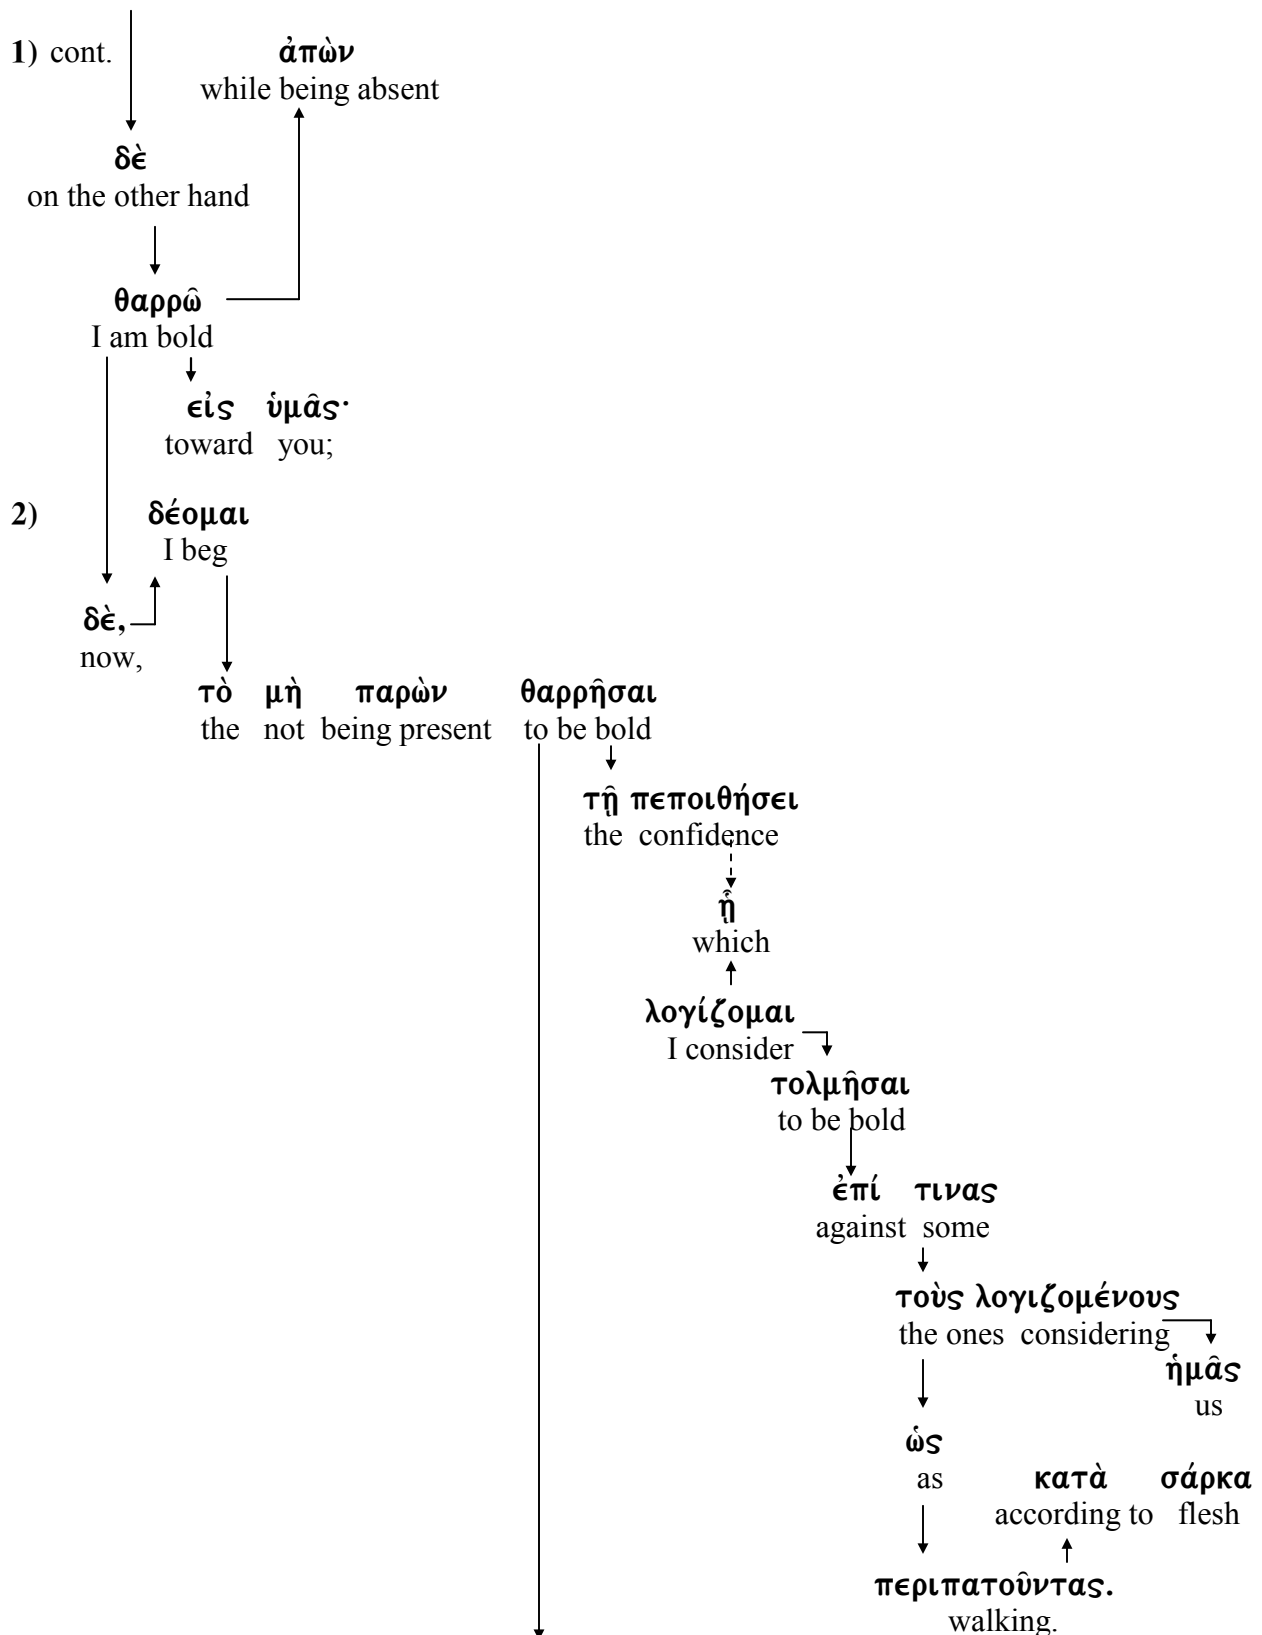 1) cont.
ἀπὼν
while being absent
δὲ
on the other hand
θαρρῶ
I am bold
εἰς ὑμᾶς·
toward you;
2)
δέομαι
I beg
δὲ,
now,
τὸ μὴ παρὼν θαρρῆσαι
the not being present to be bold
τῇ πεποιθήσει
the confidence
ᾗ
which
λογίζομαι
I consider
τολμῆσαι
to be bold
ἐπί τινας
against some
τοὺς λογιζομένους
the ones considering
ἡμᾶς
us
ὡς
as
κατὰ σάρκα
according to flesh
περιπατοῦντας.
walking.